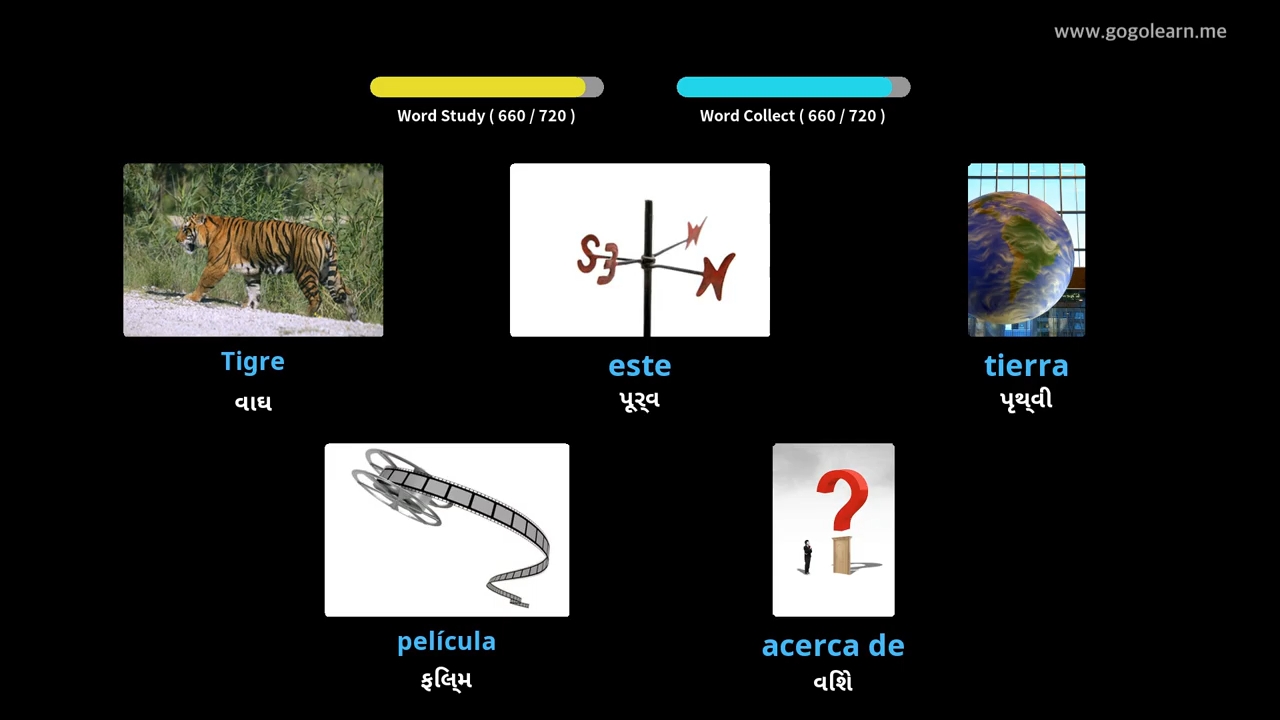 www.gogolearn.me
Word Study ( 660 / 720 )
Word Collect ( 660 / 720 )
S E N W
Tigre
વાઘ
este
પૂર્વ
tierra
પૃથ્વી
película
ફિલ્મ
acerca de
વિશે